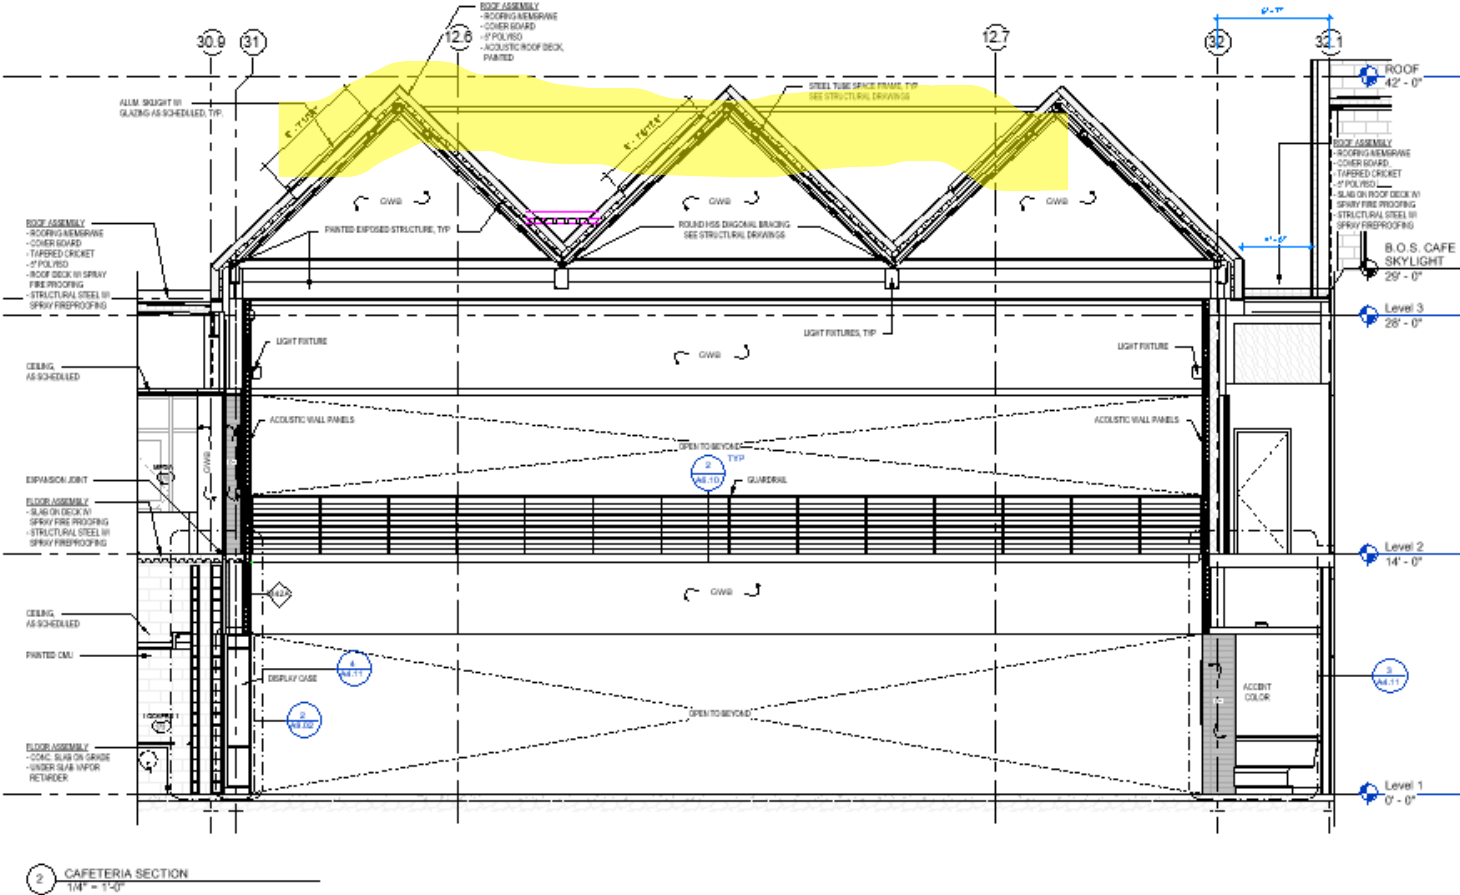 ROOF ASSEMBLY
- ROOFING MEMBRANE
- COVER BOARD
- 5" POLYISO
- ACOUSTIC ROOF DECK,
PAINTED
30.9
31
12.6
12.7
32
32.1
ROOF
42' - 0"
ALUM. SKLIGHT W/
GLAZING AS SCHEDULED, TYP.
STEEL TUBE SPACE FRAME, TYP
SEE STRUCTURAL DRAWINGS
ROOF ASSEMBLY
- ROOFING MEMBRANE
- COVER BOARD
- TAPERED CRICKET
- 5" POLYISO
- SLAB ON ROOF DECK W/
SPARY FIRE PROOFING
- STRUCTURAL STEEL W/
SPRAY FIREPROOFING
GWB
GWB
GWB
ROOF ASSEMBLY
- ROOFING MEMBRANE
- COVER BOARD
- TAPERED CRICKET
- 5" POLYISO
- ROOF DECK W/ SPRAY
FIRE PROOFING
- STRUCTURAL STEEL W/
SPRAY FIREPROOFING
PAINTED EXPOSED STRUCTURE, TYP
ROUND HSS DIAGONAL BRACING
SEE STRUCTURAL DRAWINGS
B.O.S. CAFE
SKYLIGHT
29' - 0"
Level 3
28' - 0"
LIGHT FIXTURE
LIGHT FIXTURES, TYP
LIGHT FIXTURE
GWB
CEILING,
AS SCHEDULED
ACOUSTIC WALL PANELS
ACOUSTIC WALL PANELS
OPEN TO BEYOND
2
A6.10
TYP
GUARDRAIL
GWB
EXPANSION JOINT
FLOOR ASSEMBLY
- SLAB ON DECK W/
SPRAY FIRE PROOFING
- STRUCTURAL STEEL W/
SPRAY FIREPROOFING
Level 2
14' - 0"
GWB
CEILING,
AS SCHEDULED
PAINTED CMU
DISPLAY CASE
4
A4.11
2
OPEN TO BEYOND
ACCENT
COLOR
3
A4.11
FLOOR ASSEMBLY
- CONC. SLAB ON GRADE
- UNDER SLAB VAPOR
RETARDER
Level 1
0' - 0"
2
CAFETERIA SECTION
1/4" = 1'-0"